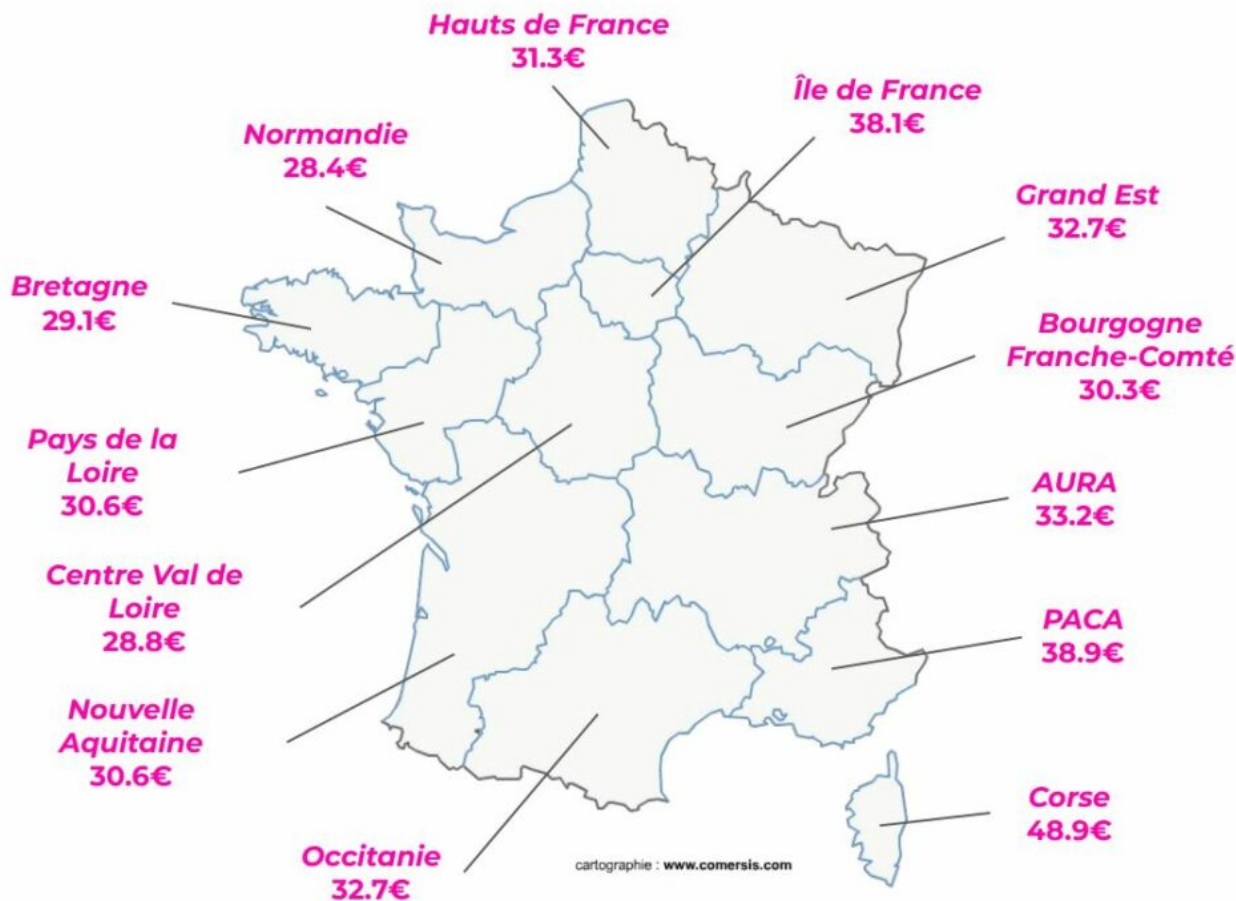 Hauts de France
31.3€
Île de France
38.1€
Normandie
28.4€
Grand Est
32.7€
Bretagne
29.1€
Bourgogne
Franche-Comté
30.3€
Pays de la
Loire
30.6€
AURA
33.2€
Centre Val de
Loire
28.8€
PACA
38.9€
Nouvelle
Aquitaine
30.6€
Corse
48.9€
Occitanie
32.7€
cartographie : www.comersis.com